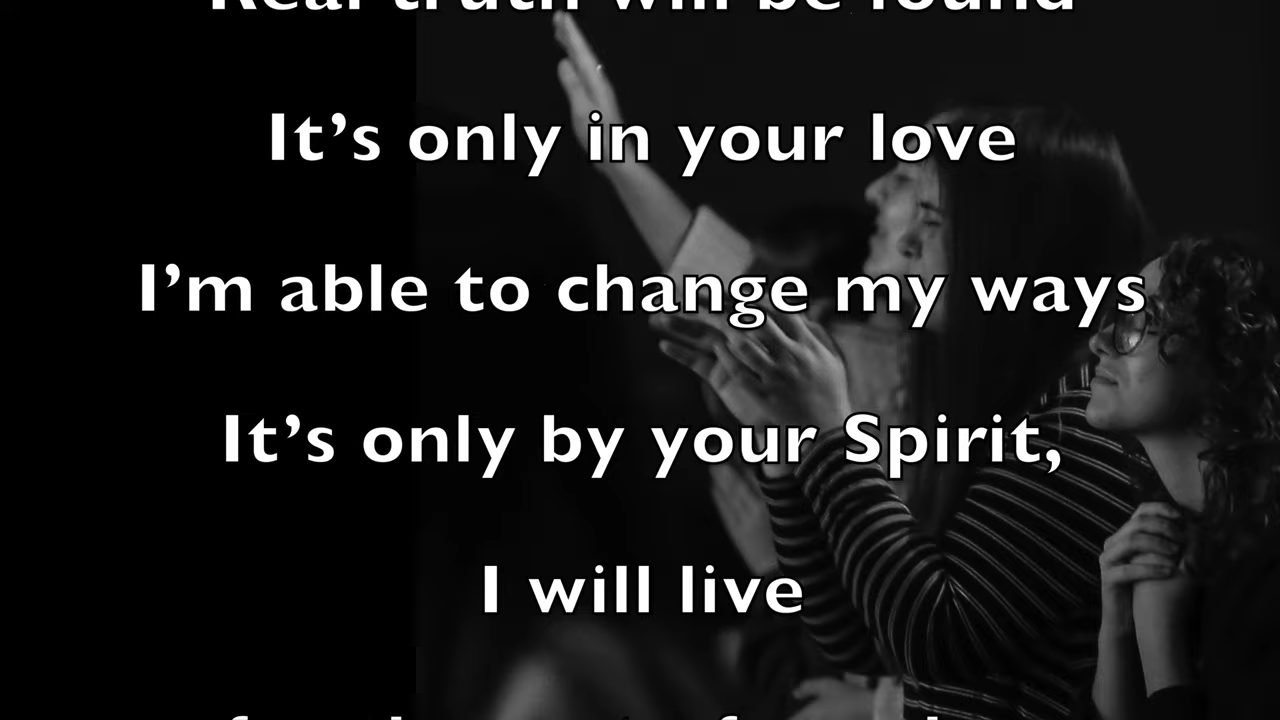 Real truth will be found
It’s only in your love
I’m able to change my ways
It’s only by your Spirit,
I will live